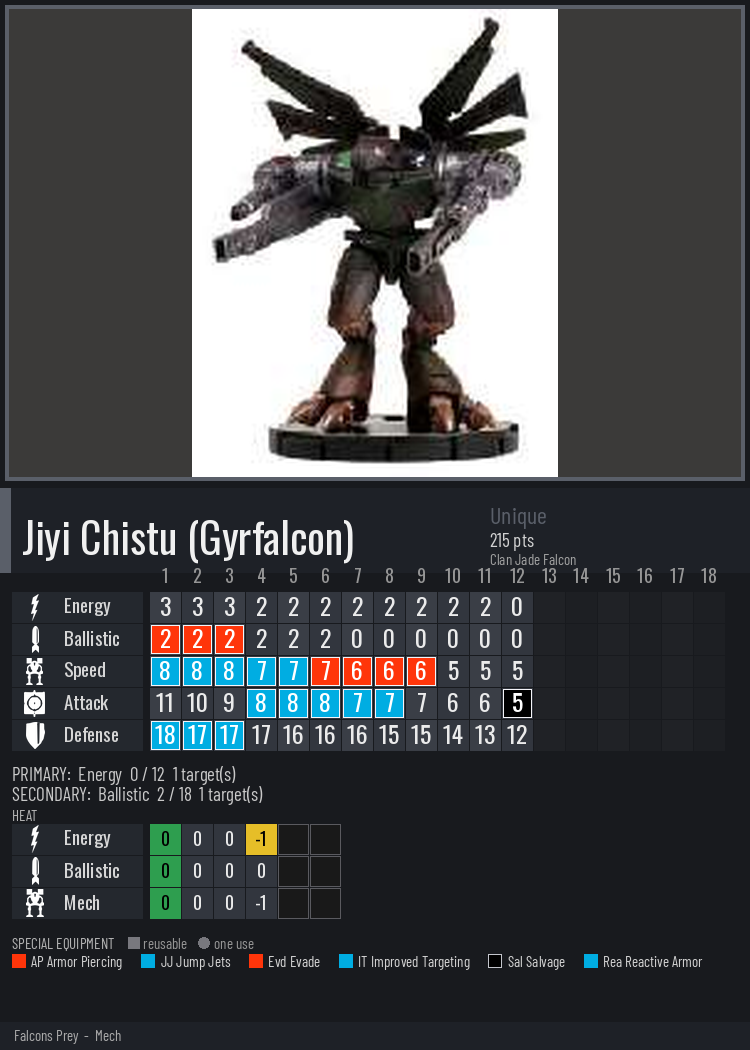 Jiyi Chistu (Gyrfalcon)
Unique
215 pts
Clan Jade Falcon
1 2 3 4 5 6 7 8 9 10 11 12 13 14 15 16 17 18
Energy 3 3 3 2 2 2 2 2 2 2 2 0
Ballistic 2 2 2 2 2 2 0 0 0 0 0 0
Speed 8 8 8 7 7 7 6 6 6 5 5 5
Attack 11 10 9 8 8 8 7 7 7 6 6 5
Defense 18 17 17 17 16 16 16 15 15 14 13 12
PRIMARY: Energy 0 / 12 1 target(s)
SECONDARY: Ballistic 2 / 18 1 target(s)
HEAT
Energy 0 0 0 -1
Ballistic 0 0 0 0
Mech 0 0 0 -1
SPECIAL EQUIPMENT reusable one use
AP Armor Piercing JJ Jump Jets Evd Evade IT Improved Targeting Sal Salvage Rea Reactive Armor
Falcons Prey - Mech